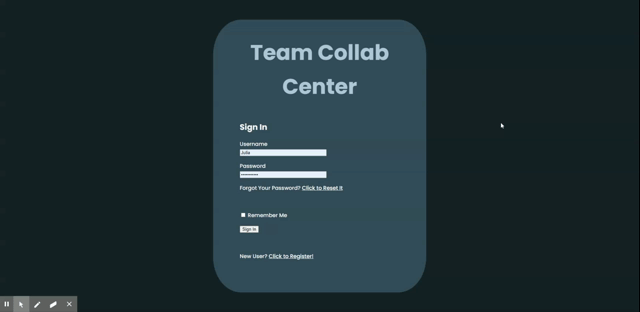 Team Collab
Center
Sign In
Username
Julia
Password
Forgot Your Password? Click to Reset It
Remember Me
Sign In
New User? Click to Register!